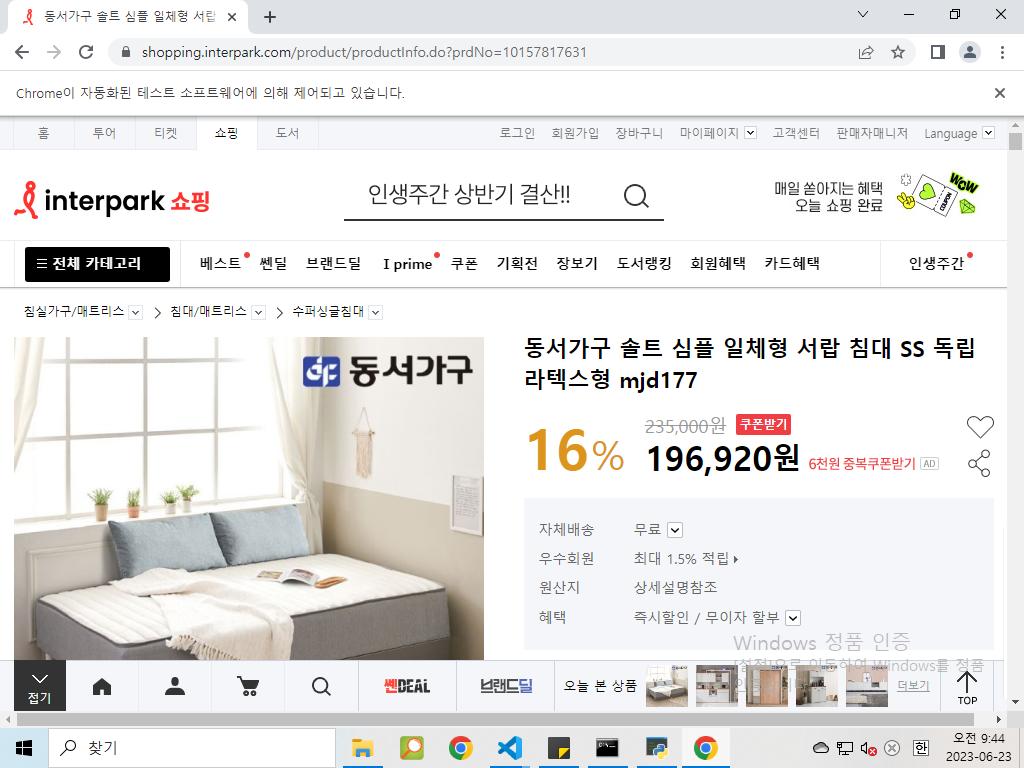 동서가구 솔트 심플 일체형 서랍
shopping.interpark.com/product/productInfo.do?prdNo=10157817631
Chrome이 자동화된 테스트 소프트웨어에 의해 제어되고 있습니다.
홈 투어 티켓 쇼핑 도서 로그인 회원가입 장바구니 마이페이지 고객센터 판매자매니저 Language
interpark 쇼핑 인생주간 상반기 결산!! 매일 쏟아지는 혜택
오늘 쇼핑 완료
WOW
COUPON
전체 카테고리 베스트 쎈딜 브랜드딜 I prime 쿠폰 기획전 장보기 도서랭킹 회원혜택 카드혜택 인생주간
침실가구/매트리스 침대/매트리스 수퍼싱글침대
동서가구
동서가구 솔트 심플 일체형 서랍 침대 SS 독립
라텍스형 mjd177
16% 235,000원 쿠폰받기
196,920원 6천원 중복쿠폰받기 AD
자체배송 무료
우수회원 최대 1.5% 적립
원산지 상세설명참조
혜택 즉시할인 / 무이자 할부
Windows 정품 인증
[설정]으로 이동하여 Windows를 정품
접기 쎈DEAL 브랜드딜 오늘 본 상품 더보기 TOP
찾기 한 오전 9:44
2023-06-23